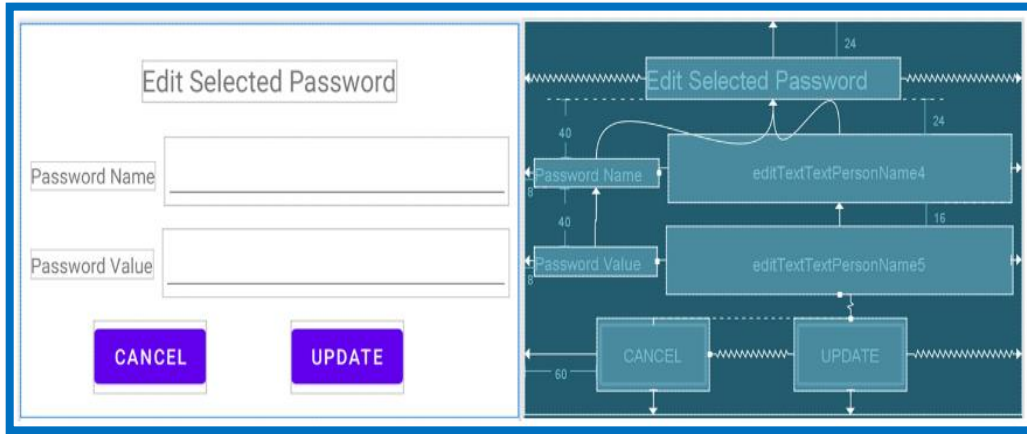 Edit Selected Password
Password Name
Password Value
CANCEL UPDATE
24
Edit Selected Password
24
40
Password Name editTextTextPersonName4
8
40 16
Password Value editTextTextPersonName5
8
CANCEL UPDATE
60